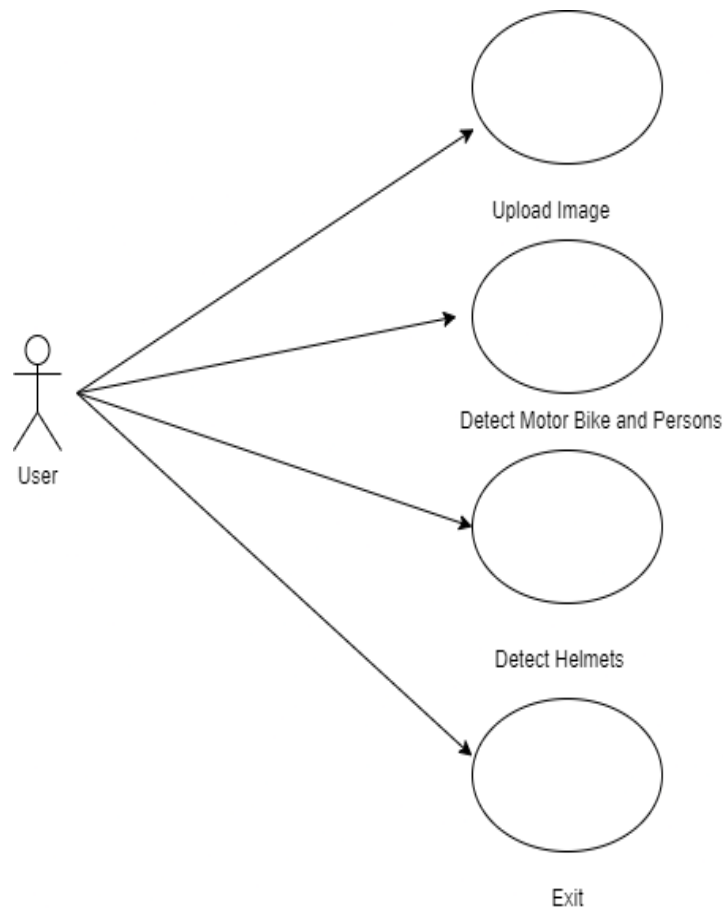 Upload Image
Detect Motor Bike and Persons
User
Detect Helmets
Exit